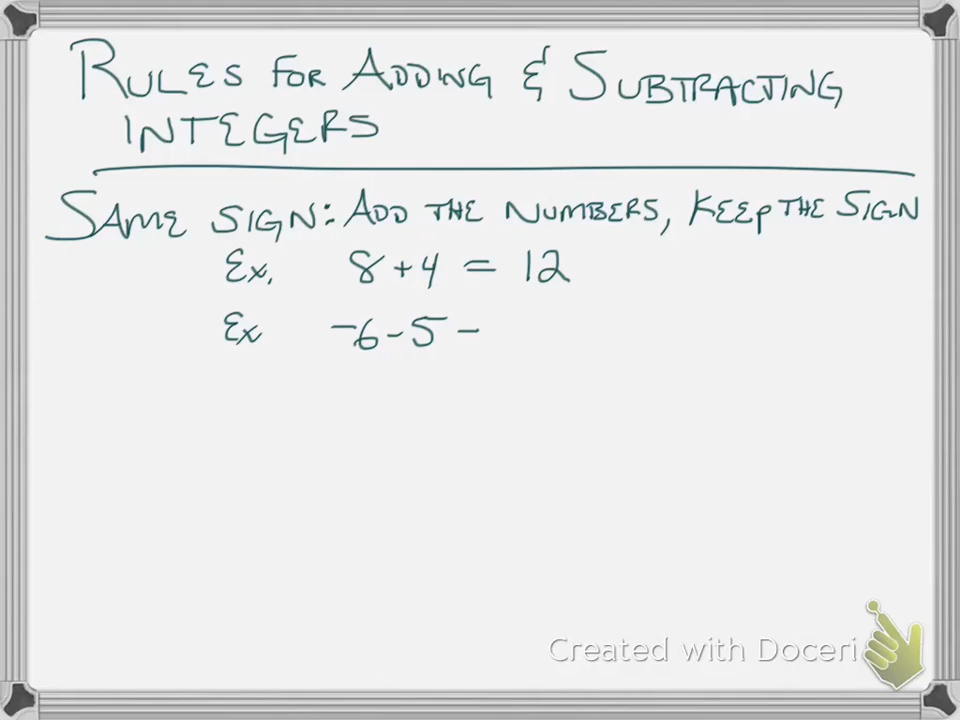 RULES FOR ADDING & SUBTRACTING
INTEGERS
SAME SIGN: ADD THE NUMBERS, KEEP THE SIGN
Ex. 8 + 4 = 12
Ex -6 - 5 -
Created with Doceri